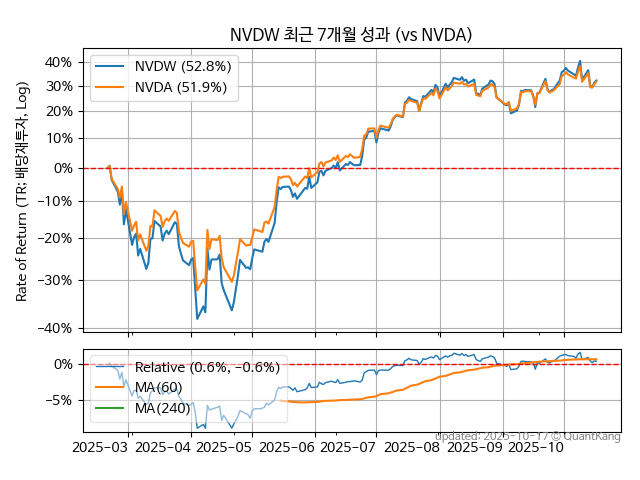 NVDW 최근 7개월 성과 (vs NVDA)
Rate of Return (TR; 배당재투자, Log)
40%
30%
20%
10%
0%
−10%
−20%
−30%
−40%
NVDW (52.8%)
NVDA (51.9%)
0%
−5%
Relative (0.6%, −0.6%)
MA(60)
MA(240)
2025−03 2025−04 2025−05 2025−06 2025−07 2025−08 2025−09 2025−10
Updated: 2025-10-17 © QuantKang